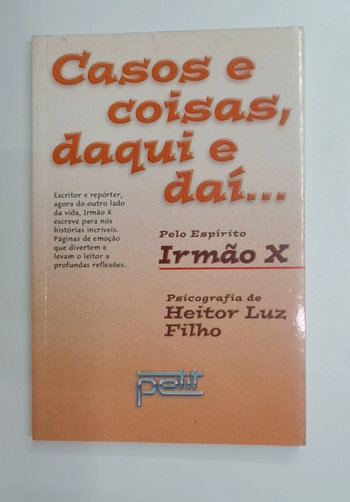 Casos e
coisas,
daqui e
daí...
Escritor e repórter,
agora do outro lado
da vida, Irmão X
escreve para nós
histórias incríveis.
Páginas de emoção
que divertem e
levam o leitor a
profundas reflexões.
Pelo Espírito
Irmão X
Psicografia de
Heitor Luz
Filho
petit